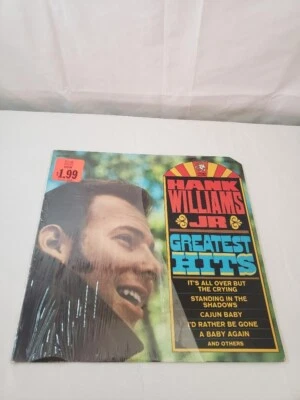 1.99
HANK
WILLIAMS
JR
GREATEST
HITS
IT'S ALL OVER BUT
THE CRYING
STANDING IN THE
SHADOWS
CAJUN BABY
I'D RATHER BE GONE
A BABY AGAIN
AND OTHERS